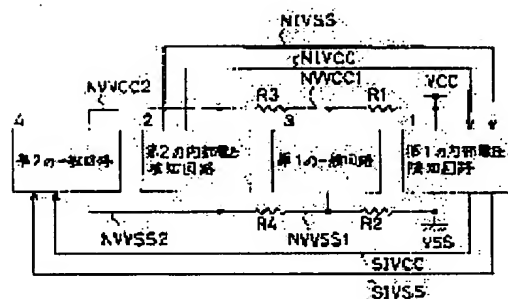 NIVSS
NIVCC
NVVCC2
NVVCC1
R3
R1
VCC
4
2
3
1
第2の一般回路
第2の内部電圧
検知回路
第1の一般回路
第1の内部電圧
検知回路
R4
R2
NVVSS2
NVVSS1
VSS
SIVCC
SIVSS